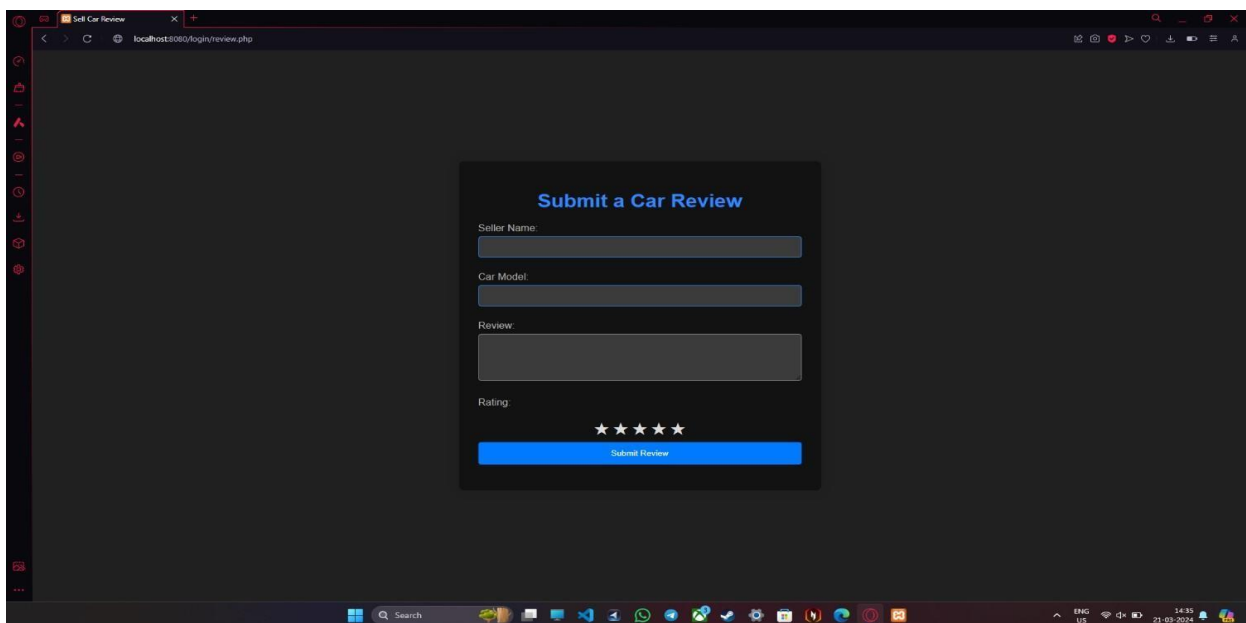 Sell Car Review
localhost:8080/login/review.php
Submit a Car Review
Seller Name:
Car Model:
Review:
Rating:
Submit Review
Search
ENG
US
14:35
21-03-2024